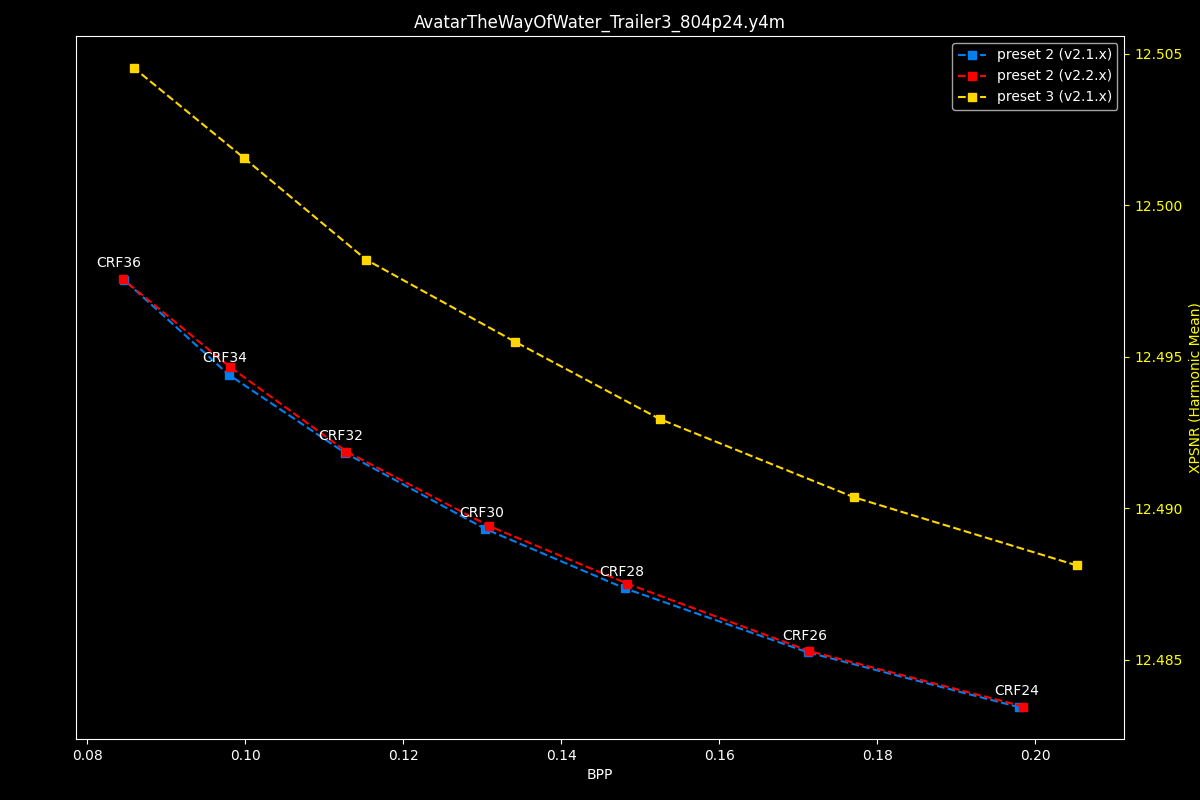 AvatarTheWayOfWater_Trailer3_804p24.y4m
preset 2 (v2.1.x)
preset 2 (v2.2.x)
preset 3 (v2.1.x)
12.505
12.500
12.495
12.490
12.485
XPSNR (Harmonic Mean)
CRF36
CRF34
CRF32
CRF30
CRF28
CRF26
CRF24
0.08
0.10
0.12
0.14
0.16
0.18
0.20
BPP